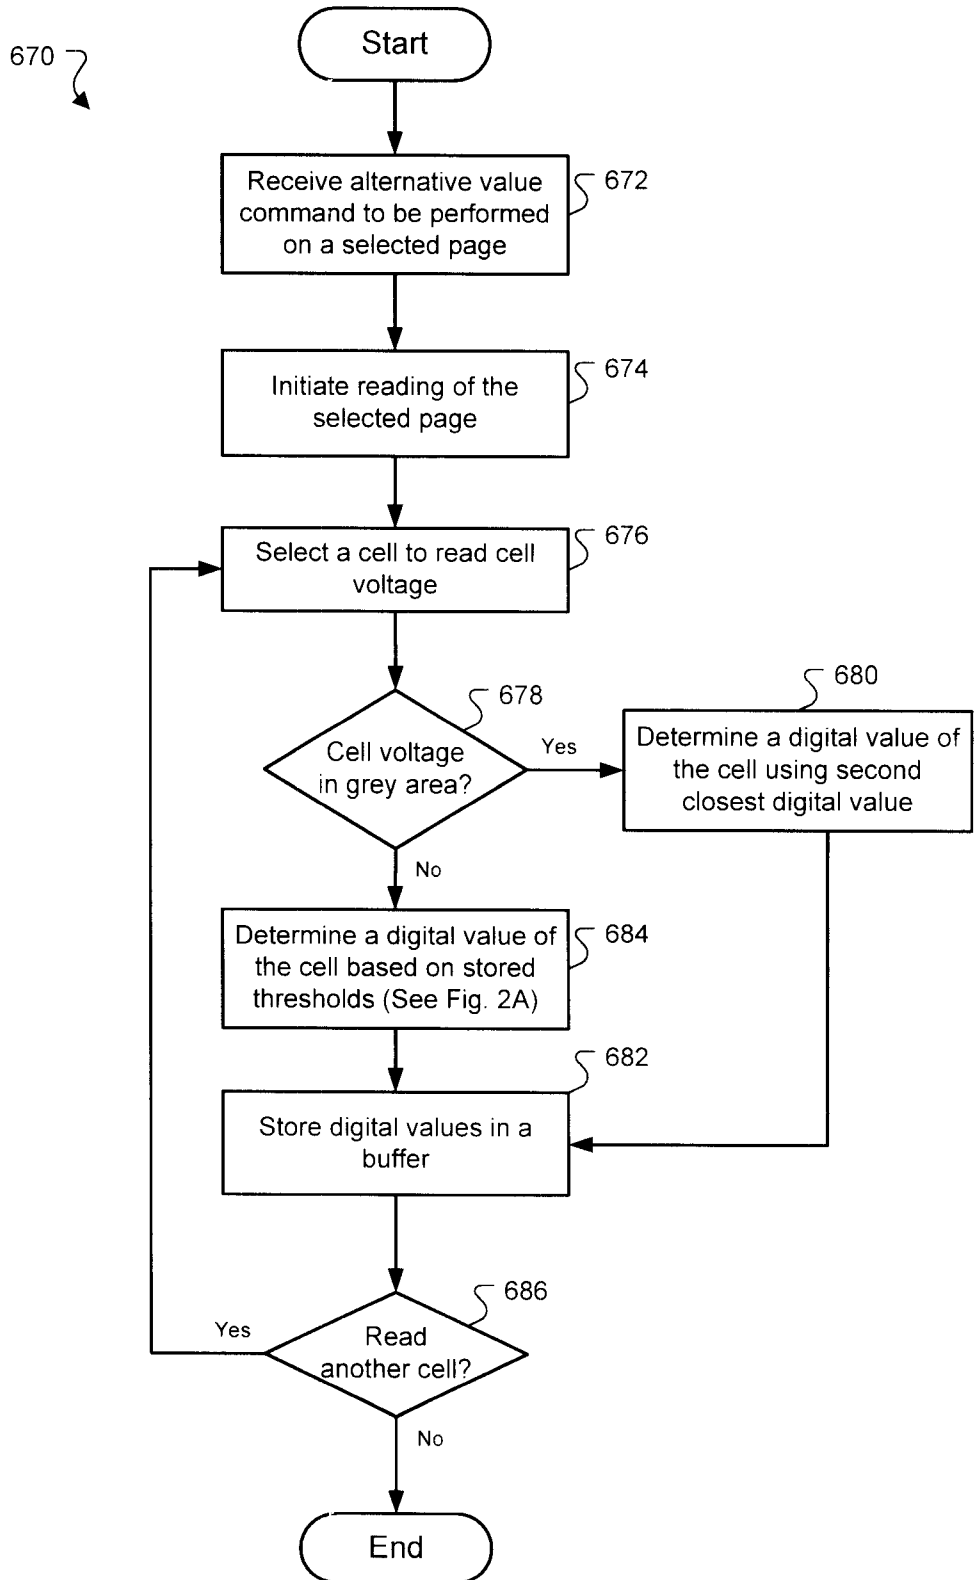 Start
670
Receive alternative value
command to be performed
on a selected page
672
Initiate reading of the
selected page
674
Select a cell to read cell
voltage
676
Cell voltage
in grey area?
678
Yes
680
Determine a digital value of
the cell using second
closest digital value
No
Determine a digital value of
the cell based on stored
thresholds (See Fig. 2A)
684
682
Store digital values in a
buffer
686
Yes
Read
another cell?
No
End